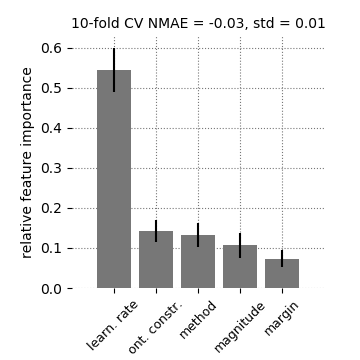 10-fold CV NMAE = -0.03, std = 0.01
relative feature importance
0.6
0.5
0.4
0.3
0.2
0.1
0.0
learn. rate
ont. constr.
method
magnitude
margin